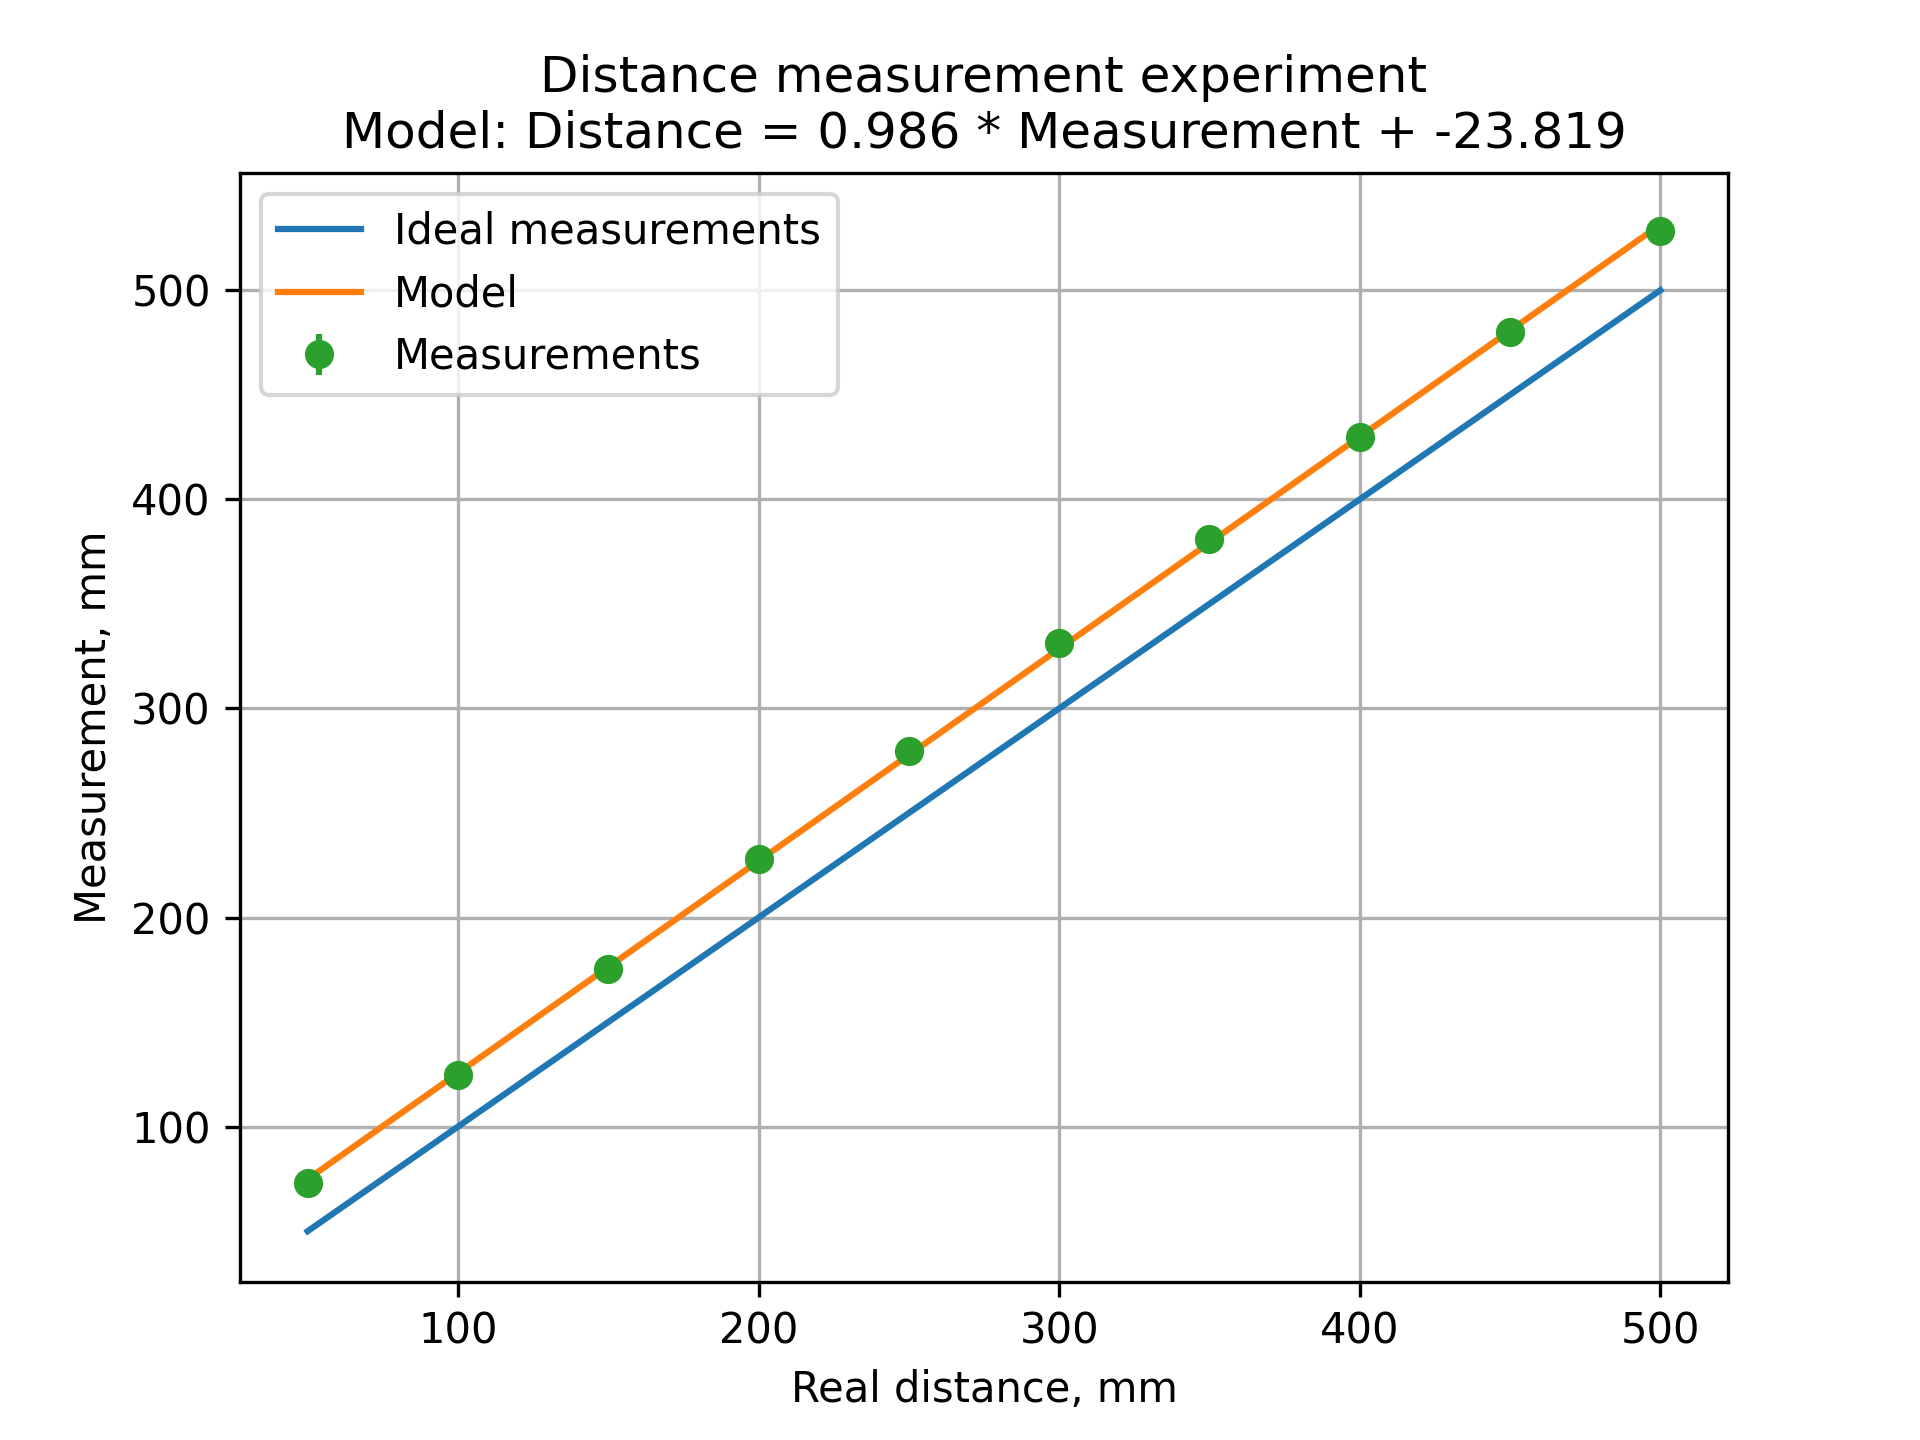 Distance measurement experiment
Model: Distance = 0.986 * Measurement + -23.819
Ideal measurements
Model
Measurements
500
400
300
200
100
Measurement, mm
100 200 300 400 500
Real distance, mm